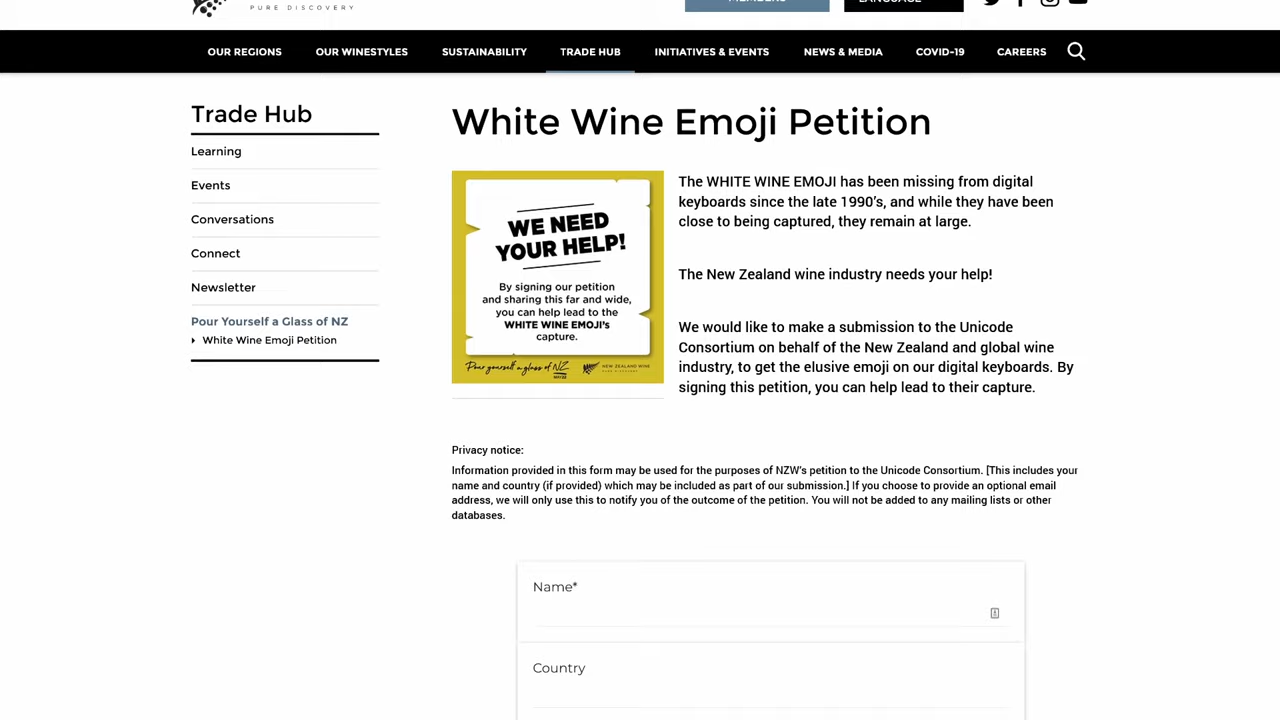 PURE DISCOVERY
MEMBERS
LANGUAGE
OUR REGIONS
OUR WINESTYLES
SUSTAINABILITY
TRADE HUB
INITIATIVES & EVENTS
NEWS & MEDIA
COVID-19
CAREERS
Trade Hub
Learning
Events
Conversations
Connect
Newsletter
Pour Yourself a Glass of NZ
White Wine Emoji Petition
White Wine Emoji Petition
WE NEED
YOUR HELP!
By signing our petition
and sharing this far and wide,
you can help lead to the
WHITE WINE EMOJI's
capture.
Pour yourself a glass of NZ
NEW ZEALAND WINE
PURE DISCOVERY
The WHITE WINE EMOJI has been missing from digital
keyboards since the late 1990's, and while they have been
close to being captured, they remain at large.
The New Zealand wine industry needs your help!
We would like to make a submission to the Unicode
Consortium on behalf of the New Zealand and global wine
industry, to get the elusive emoji on our digital keyboards. By
signing this petition, you can help lead to their capture.
Privacy notice:
Information provided in this form may be used for the purposes of NZW's petition to the Unicode Consortium. [This includes your
name and country (if provided) which may be included as part of our submission.] If you choose to provide an optional email
address, we will only use this to notify you of the outcome of the petition. You will not be added to any mailing lists or other
databases.
Name*
Country